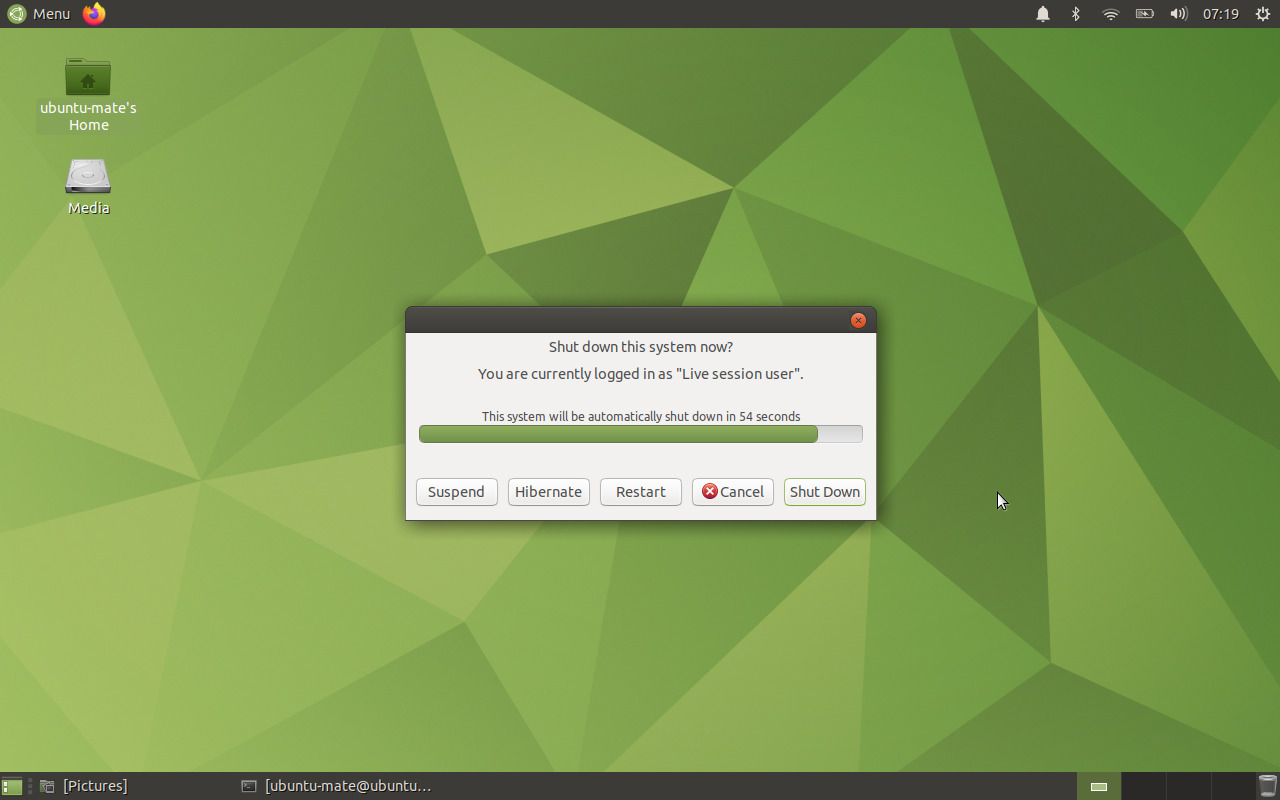 Menu
07:19
ubuntu-mate's
Home
Media
Shut down this system now?
You are currently logged in as "Live session user".
This system will be automatically shut down in 54 seconds
Suspend
Hibernate
Restart
Cancel
Shut Down
[Pictures]
[ubuntu-mate@ubuntu…